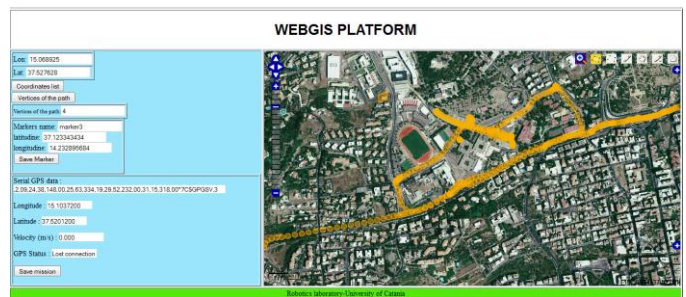 WEBGIS PLATFORM
Lon: 15.068925
Lat: 37.527628
Coordinates list
Vertices of the path
Vertices of the path: 4
Markers name: marker3
latitudine: 37.123343434
longitudine: 14.232895684
Save Marker
Serial GPS data :
,2,09,24,38,148,00,25,63,334,19,29,52,232,00,31,15,318,00*7C$GPGSV,3
Longitude : 15.1037200
Latitude : 37.5201200
Velocity (m/s) : 0.000
GPS Status : Lost connection
Save mission
Robotics laboratory-University of Catania